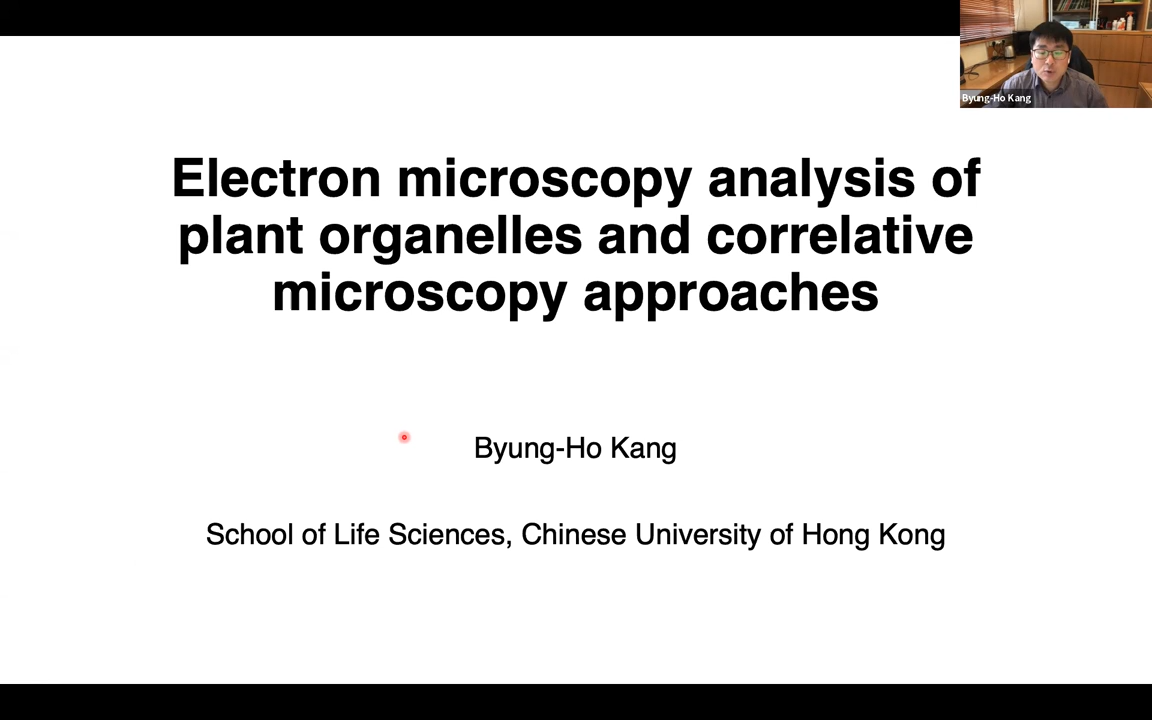 Byung-Ho Kang
Electron microscopy analysis of
plant organelles and correlative
microscopy approaches
Byung-Ho Kang
School of Life Sciences, Chinese University of Hong Kong